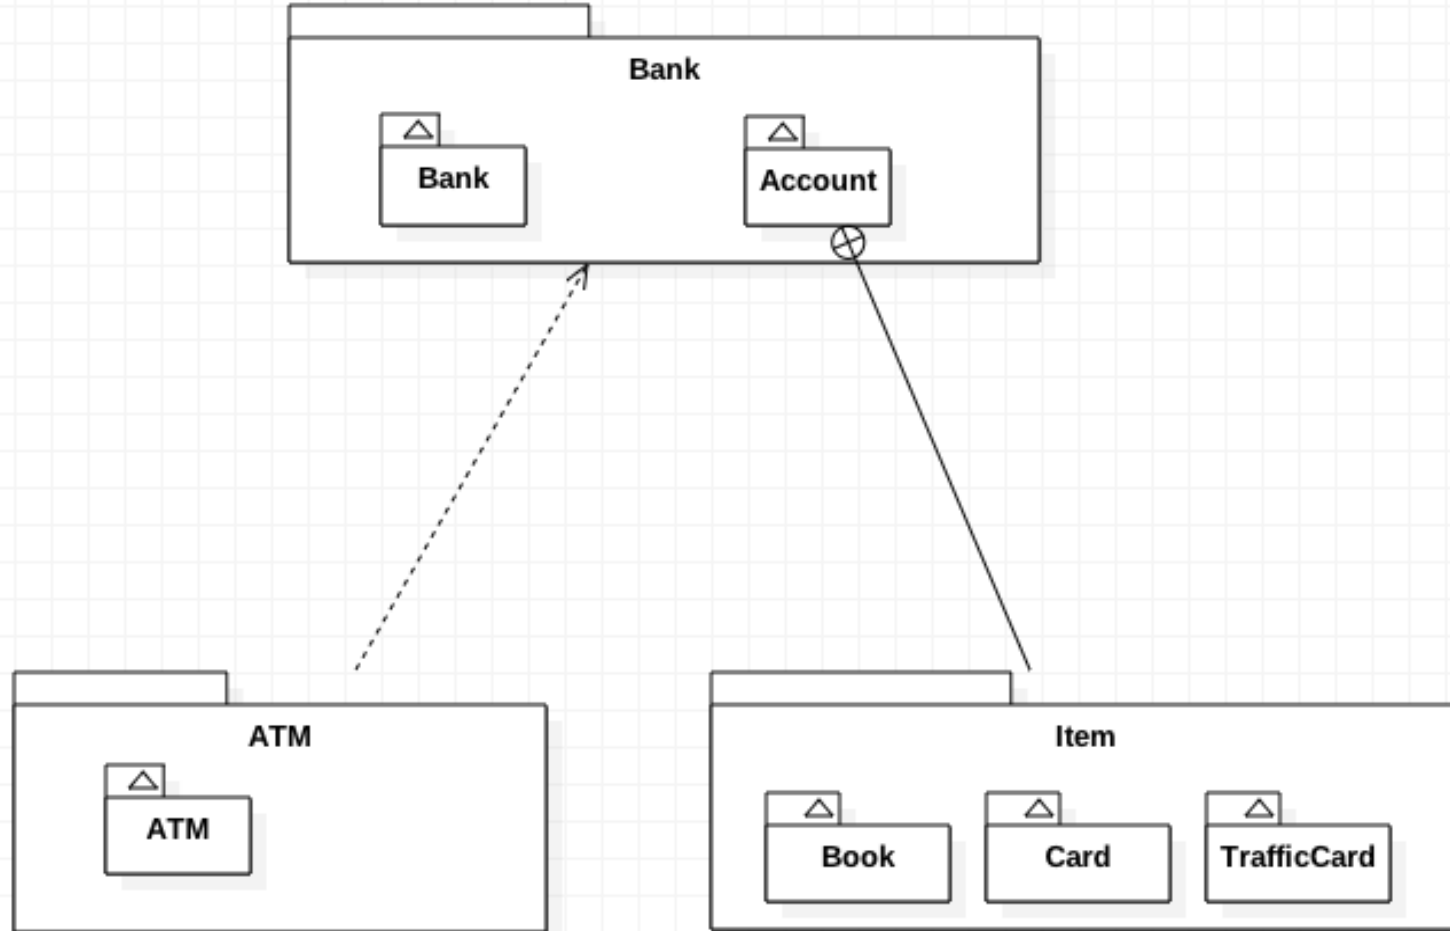 Bank
Bank
Account
ATM
ATM
Item
Book
Card
TrafficCard